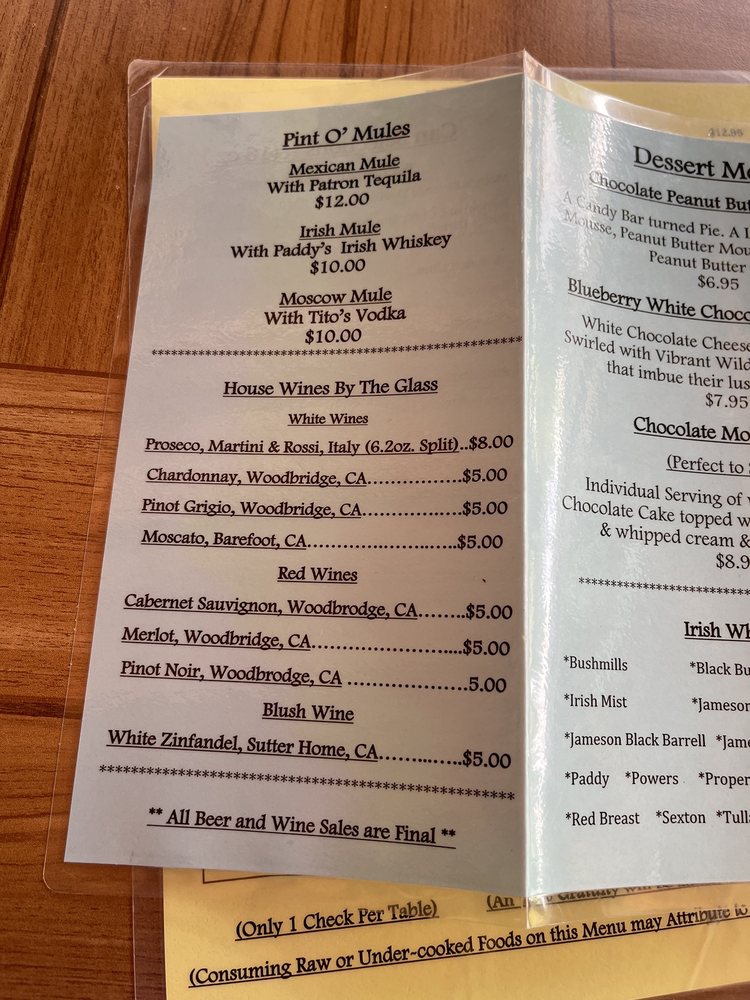 Pint O' Mules
Mexican Mule
With Patron Tequila
$12.00
Irish Mule
With Paddy's Irish Whiskey
$10.00
Moscow Mule
With Tito's Vodka
$10.00
************************************************************
House Wines By The Glass
White Wines
Proseco, Martini & Rossi, Italy (6.2oz. Split)..$8.00
Chardonnay, Woodbridge, CA.................$5.00
Pinot Grigio, Woodbridge, CA..................$5.00
Moscato, Barefoot, CA...........................$5.00
Red Wines
Cabernet Sauvignon, Woodbrodge, CA........$5.00
Merlot, Woodbridge, CA..........................$5.00
Pinot Noir, Woodbrodge, CA .....................5.00
Blush Wine
White Zinfandel, Sutter Home, CA..............$5.00
************************************************************
** All Beer and Wine Sales are Final **
$12.95
Dessert
Chocolate Peanut
A Candy Bar turned Pie. A
Mousse, Peanut Butter
Peanut Butter
$6.95
Blueberry White
White Chocolate
Swirled with Vibrant
that imbue their
$7.95
Chocolate
(Perfect to
Individual Serving of
Chocolate Cake topped
& whipped cream &
$8.9
******************************
Irish
*Bushmills *Black
*Irish Mist *Jameson
*Jameson Black Barrell
*Paddy *Powers
*Red Breast *Sexton
(Only 1 Check Per Table)
(Consuming Raw or Under-cooked Foods on this Menu may Attribute to